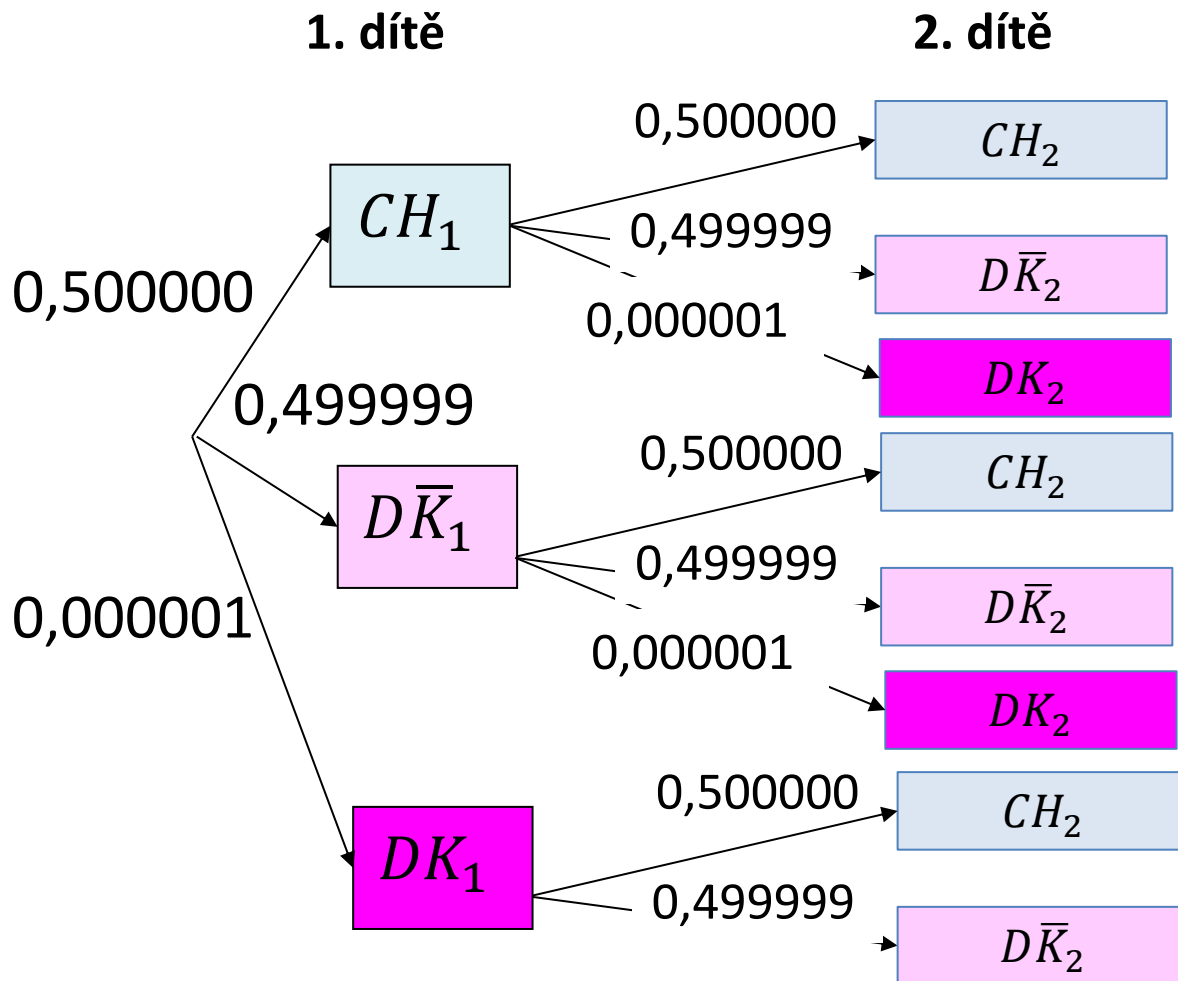 1. dítě 2. dítě
0,500000
CH₂
CH₁
0,499999
DK̅₂
0,500000
0,000001
DK₂
0,499999
0,500000
CH₂
DK̅₁
0,499999
DK̅₂
0,000001
0,000001
DK₂
0,500000
CH₂
DK₁
0,499999
DK̅₂